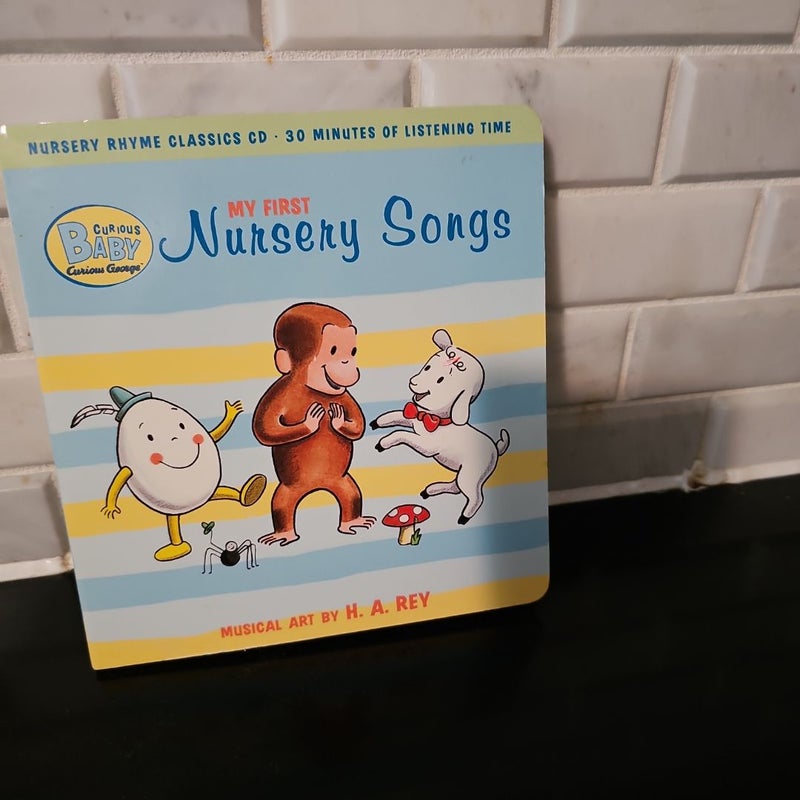 NURSERY RHYME CLASSICS CD · 30 MINUTES OF LISTENING TIME
MY FIRST
Nursery Songs
CURIOUS
BABY
Curious George™
MUSICAL ART BY H. A. REY